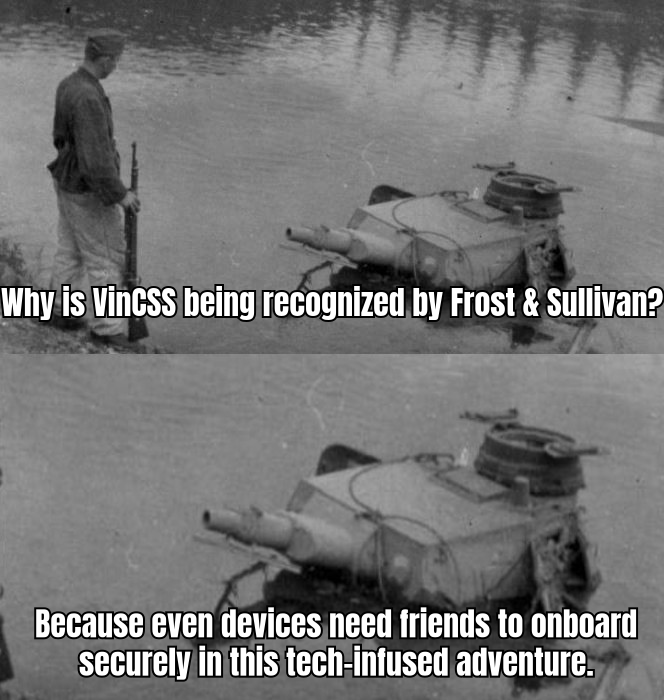 Why is VinCSS being recognized by Frost & Sullivan?
Because even devices need friends to onboard
securely in this tech-infused adventure.